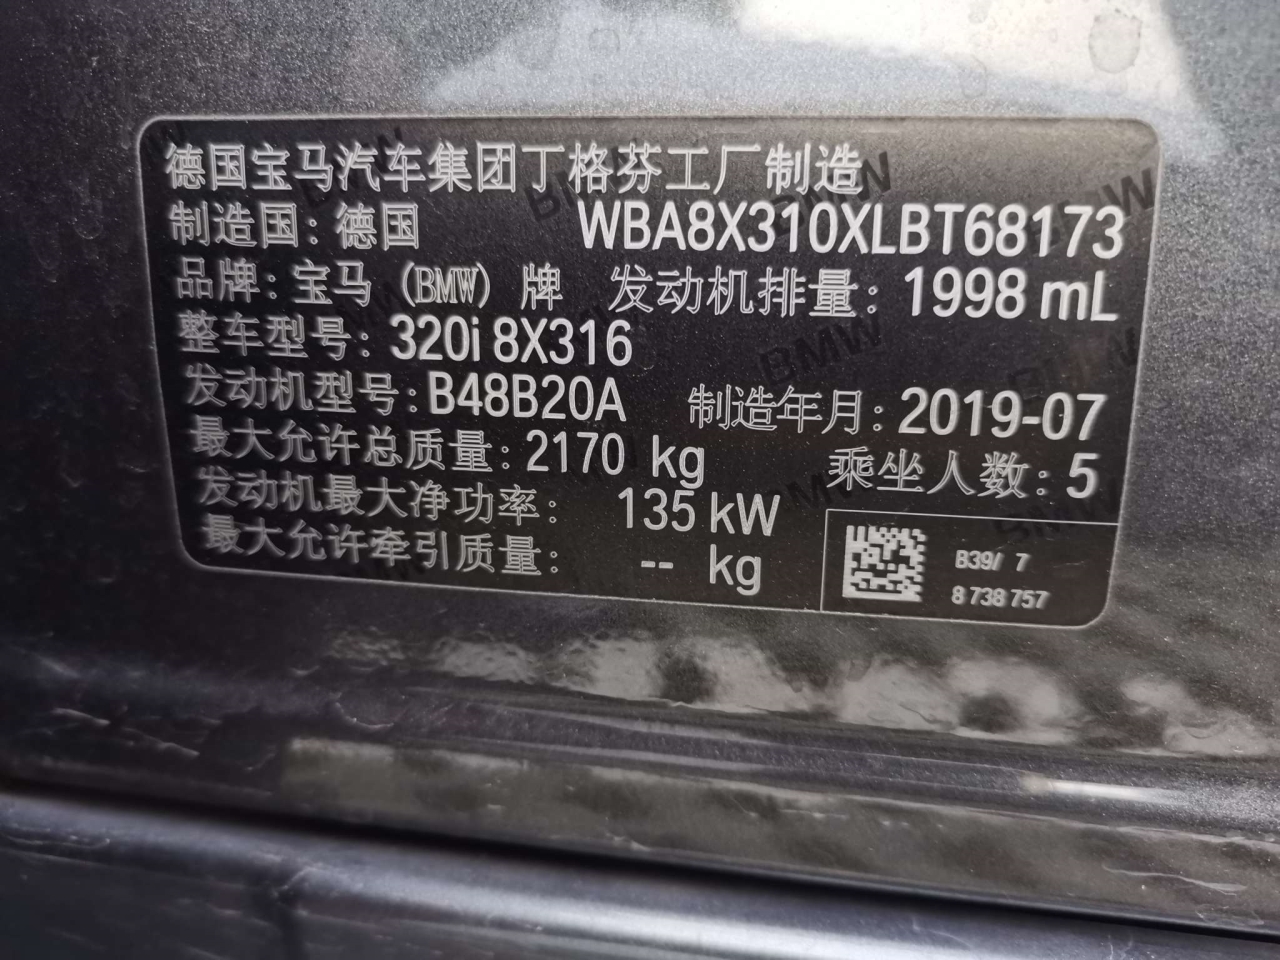 德国宝马汽车集团丁格芬工厂制造
制造国：德国 WBA8X310XLBT68173
品牌：宝马 (BMW) 牌 发动机排量：1998 mL
整车型号：320i 8X316
发动机型号：B48B20A 制造年月：2019-07
最大允许总质量：2170 kg 乘坐人数：5
发动机最大净功率： 135 kW
最大允许牵引质量： -- kg
B39/ 7
8 738 757